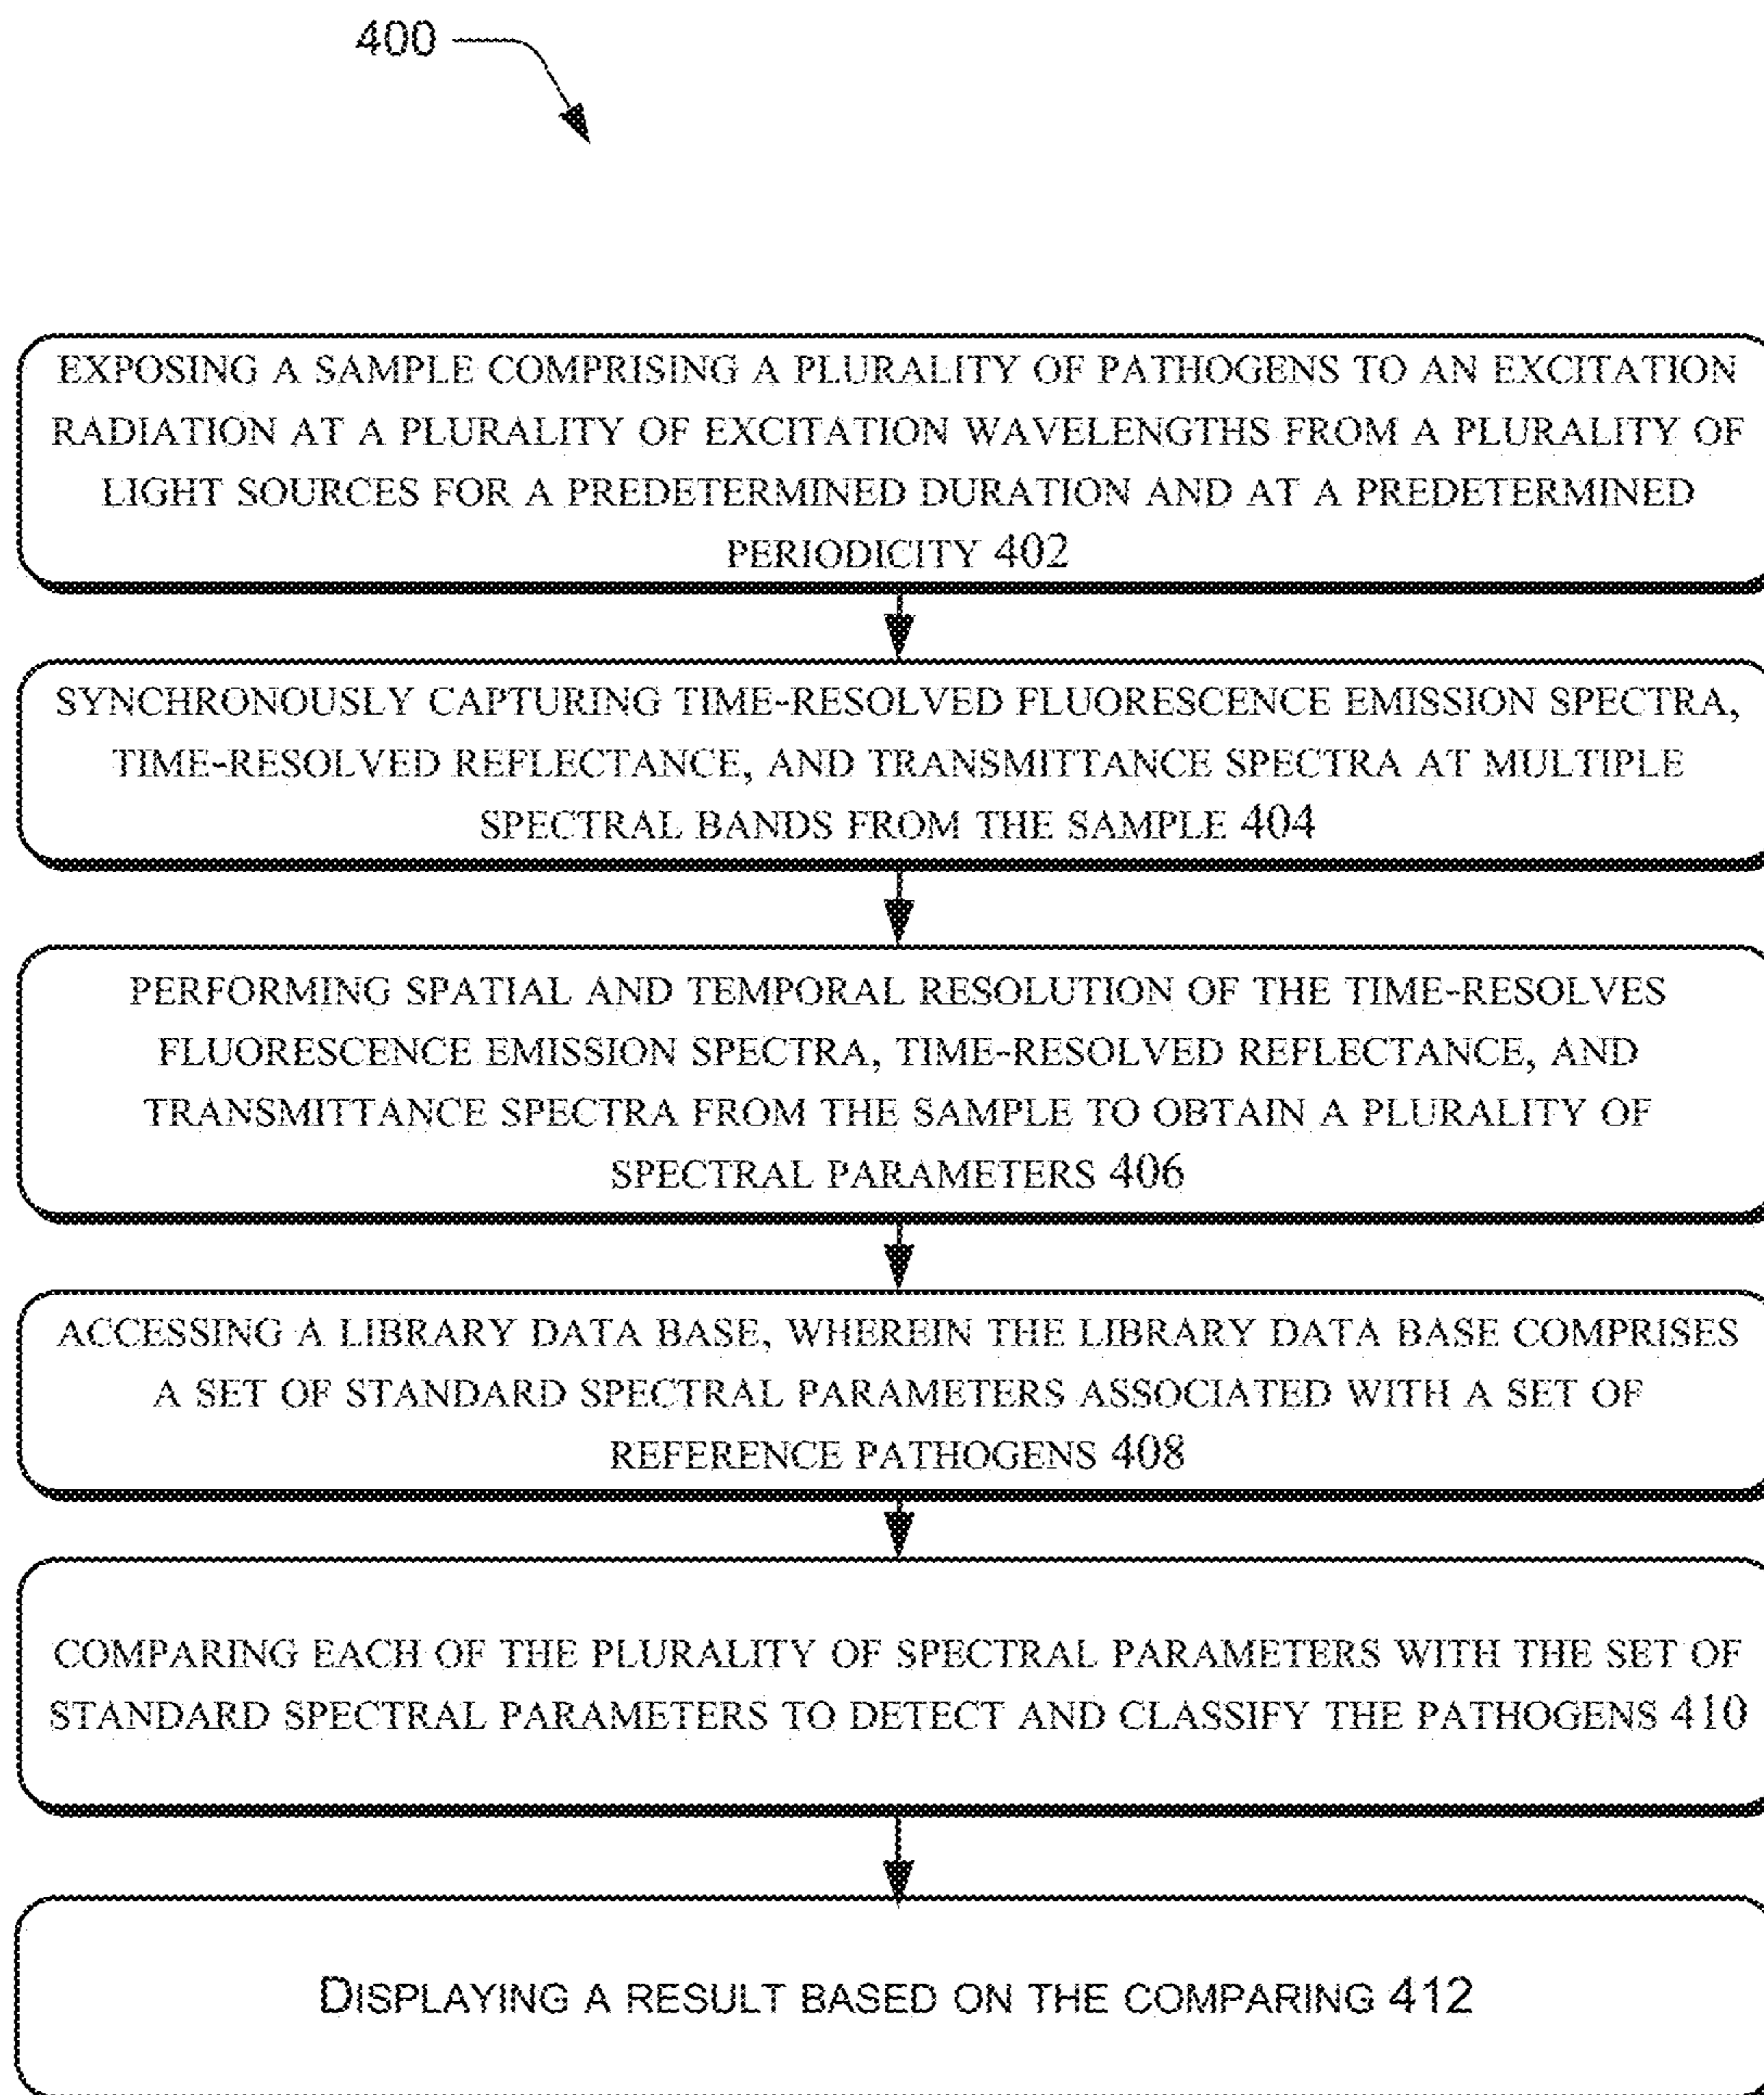 400
EXPOSING A SAMPLE COMPRISING A PLURALITY OF PATHOGENS TO AN EXCITATION
RADIATION AT A PLURALITY OF EXCITATION WAVELENGTHS FROM A PLURALITY OF
LIGHT SOURCES FOR A PREDETERMINED DURATION AND AT A PREDETERMINED
PERIODICITY 402
SYNCHRONOUSLY CAPTURING TIME-RESOLVED FLUORESCENCE EMISSION SPECTRA,
TIME-RESOLVED REFLECTANCE, AND TRANSMITTANCE SPECTRA AT MULTIPLE
SPECTRAL BANDS FROM THE SAMPLE 404
PERFORMING SPATIAL AND TEMPORAL RESOLUTION OF THE TIME-RESOLVES
FLUORESCENCE EMISSION SPECTRA, TIME-RESOLVED REFLECTANCE, AND
TRANSMITTANCE SPECTRA FROM THE SAMPLE TO OBTAIN A PLURALITY OF
SPECTRAL PARAMETERS 406
ACCESSING A LIBRARY DATA BASE, WHEREIN THE LIBRARY DATA BASE COMPRISES
A SET OF STANDARD SPECTRAL PARAMETERS ASSOCIATED WITH A SET OF
REFERENCE PATHOGENS 408
COMPARING EACH OF THE PLURALITY OF SPECTRAL PARAMETERS WITH THE SET OF
STANDARD SPECTRAL PARAMETERS TO DETECT AND CLASSIFY THE PATHOGENS 410
DISPLAYING A RESULT BASED ON THE COMPARING 412